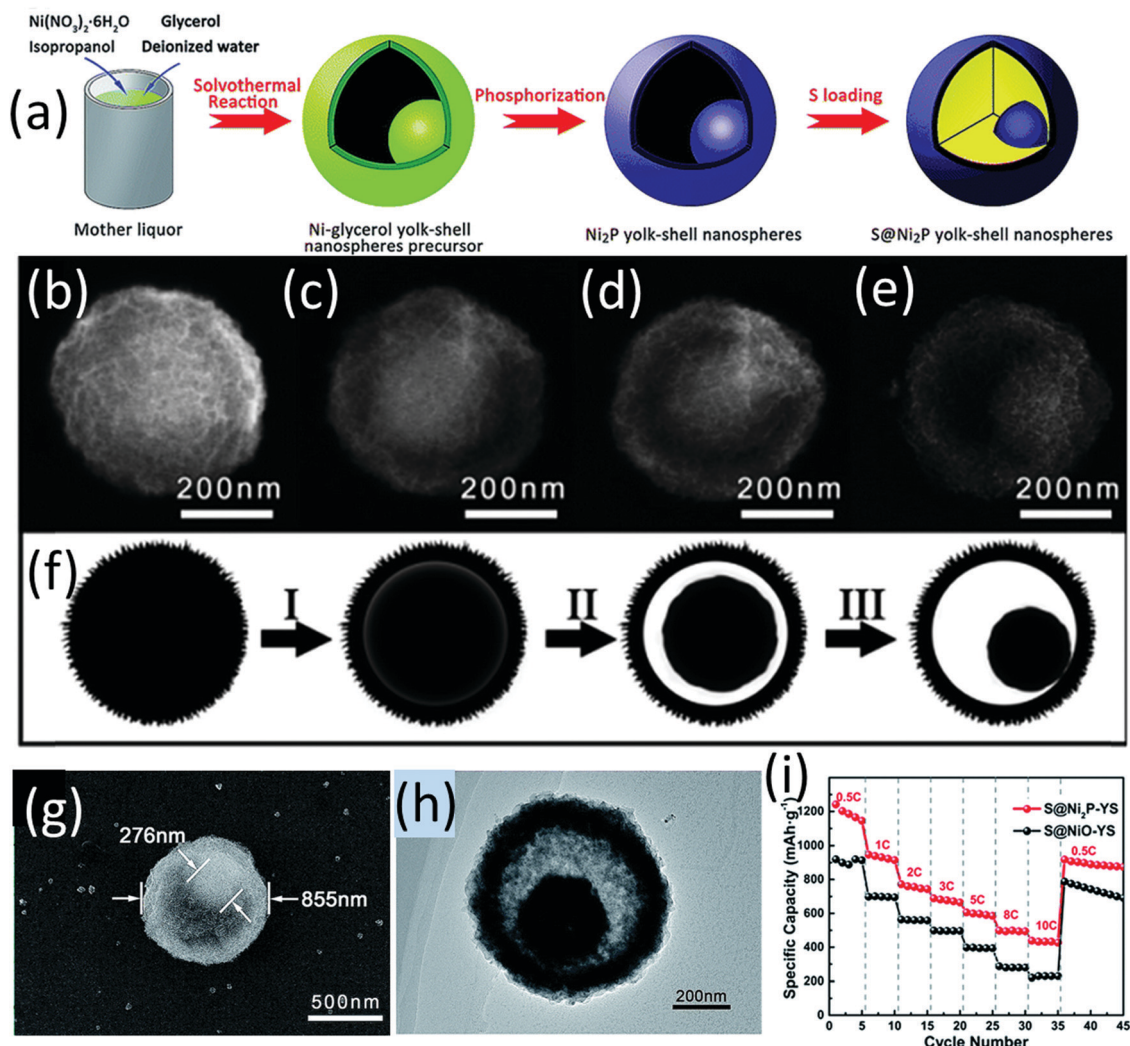 Ni(NO₃)₂·6H₂O Glycerol
Isopropanol Deionized water
(a)
Solvothermal
Reaction
Phosphorization
S loading
Mother liquor
Ni-glycerol yolk-shell
nanospheres precursor
Ni₂P yolk-shell nanospheres
S@Ni₂P yolk-shell nanospheres
(b)
200nm
(c)
200nm
(d)
200nm
(e)
200nm
(f)
I
II
III
(g)
276nm
855nm
500nm
(h)
200nm
(i)
Specific Capacity (mAh·g⁻¹)
1200
1000
800
600
400
200
0
0.5C
1C
2C
3C
5C
8C
10C
0.5C
S@Ni₂P-YS
S@NiO-YS
0 5 10 15 20 25 30 35 40 45
Cycle Number